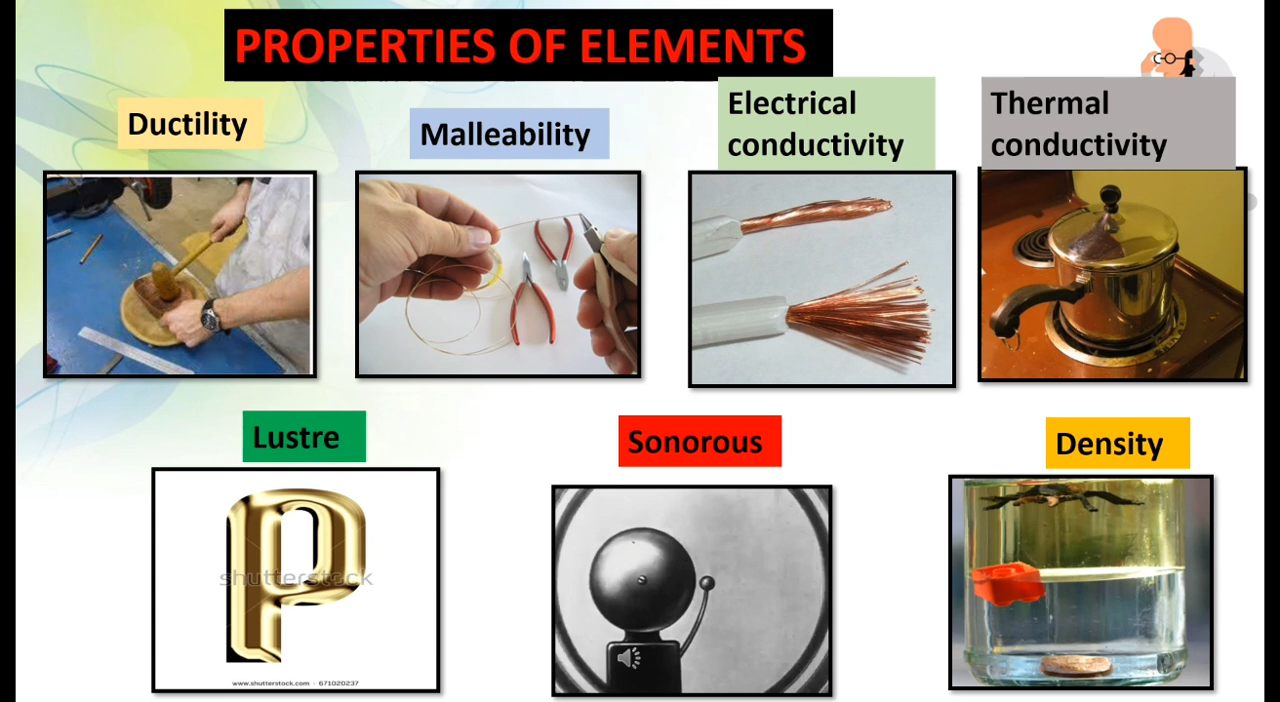 PROPERTIES OF ELEMENTS
Ductility
Malleability
Electrical
conductivity
Thermal
conductivity
Lustre
Sonorous
Density
shutterstock
www.shutterstock.com · 671020237